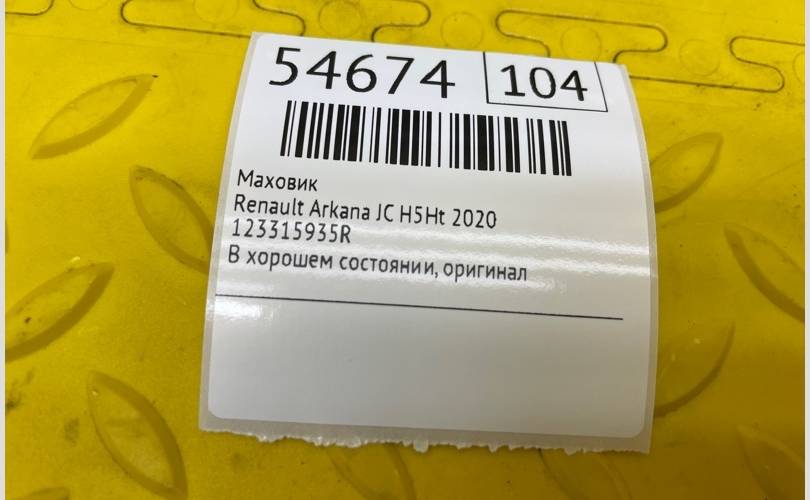 54674 104
Маховик
Renault Arkana JC H5Ht 2020
123315935R
В хорошем состоянии, оригинал